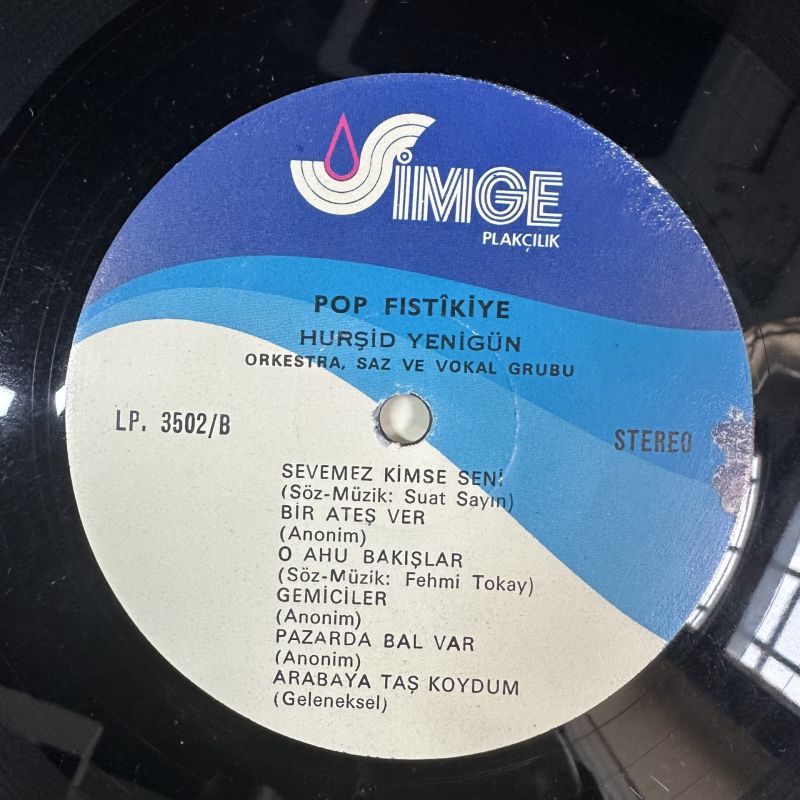 SİMGE
PLAKÇILIK
POP FISTÎKİYE
HURŞİD YENİGÜN
ORKESTRA, SAZ VE VOKAL GRUBU
LP. 3502/B
STEREO
SEVEMEZ KİMSE SENİ
(Söz-Müzik: Suat Sayın)
BİR ATEŞ VER
(Anonim)
O AHU BAKIŞLAR
(Söz-Müzik: Fehmi Tokay)
GEMİCİLER
(Anonim)
PAZARDA BAL VAR
(Anonim)
ARABAYA TAŞ KOYDUM
(Geleneksel)